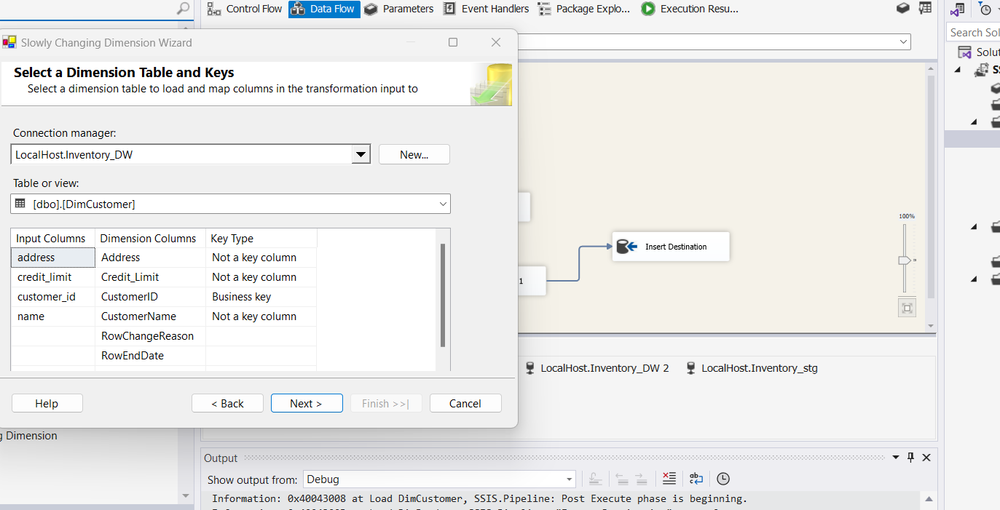 Control Flow Data Flow Parameters Event Handlers Package Explo... Execution Resu...
Slowly Changing Dimension Wizard
Search Sol
Solut
Select a Dimension Table and Keys
Select a dimension table to load and map columns in the transformation input to
Connection manager:
LocalHost.Inventory_DW New...
Table or view:
[dbo].[DimCustomer]
Input Columns Dimension Columns Key Type
address Address Not a key column
credit_limit Credit_Limit Not a key column
customer_id CustomerID Business key
name CustomerName Not a key column
RowChangeReason
RowEndDate
100%
Insert Destination
1
LocalHost.Inventory_DW 2 LocalHost.Inventory_stg
Help < Back Next > Finish >>| Cancel
g Dimension
Output
Show output from: Debug
Information: 0x40043008 at Load DimCustomer, SSIS.Pipeline: Post Execute phase is beginning.